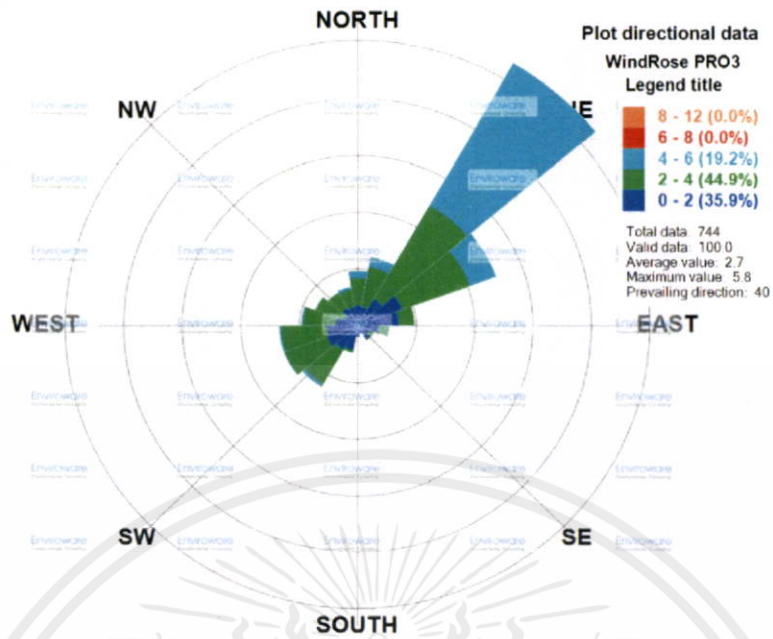 NORTH
Plot directional data
WindRose PRO3
Legend title
NW
NE
8 - 12 (0.0%)
6 - 8 (0.0%)
4 - 6 (19.2%)
2 - 4 (44.9%)
0 - 2 (35.9%)
Total data: 744
Valid data: 100.0
Average value: 2.7
Maximum value: 5.8
Prevailing direction: 40
WEST
EAST
SW
SE
SOUTH
Enviroware